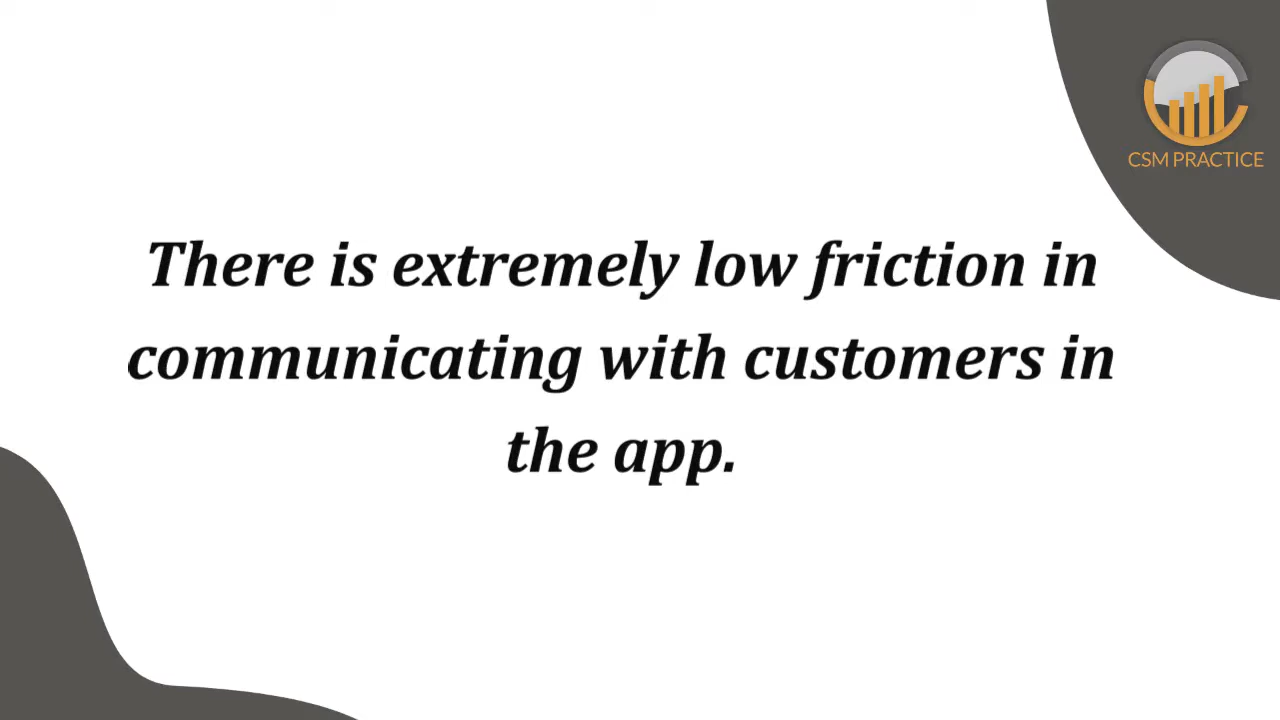 CSM PRACTICE
There is extremely low friction in
communicating with customers in
the app.